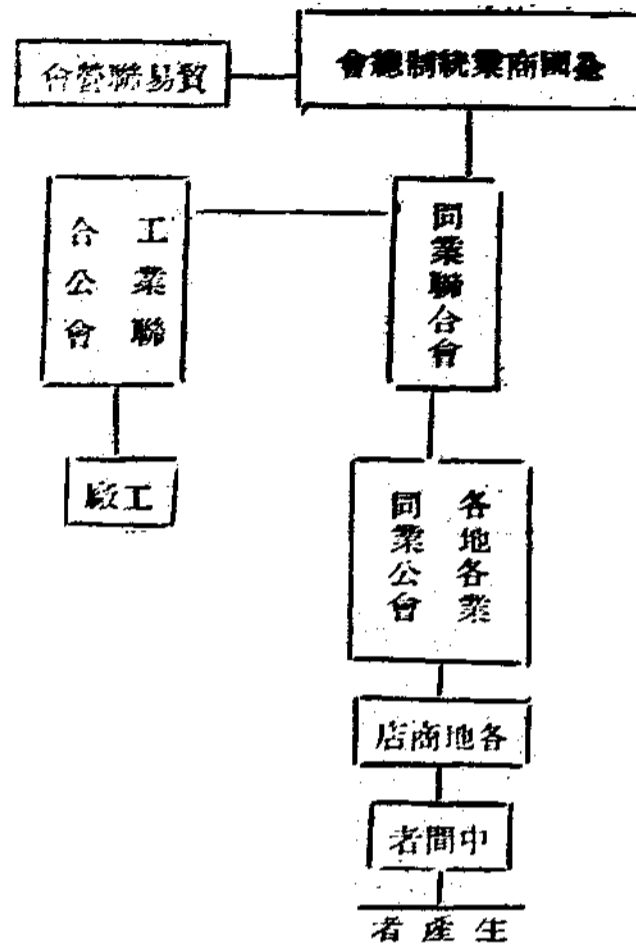 全國商業統制總會
貿易聯營會
同業聯合會
工業聯
合公會
工廠
各地各業
同業公會
各地商店
中間者
生產者